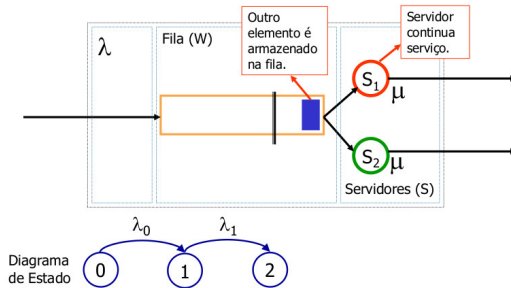 Outro
elemento é
armazenado
na fila.
Servidor
continua
serviço.
λ
Fila (W)
S1
μ
S2
μ
Servidores (S)
λ0
λ1
Diagrama
de Estado
0
1
2